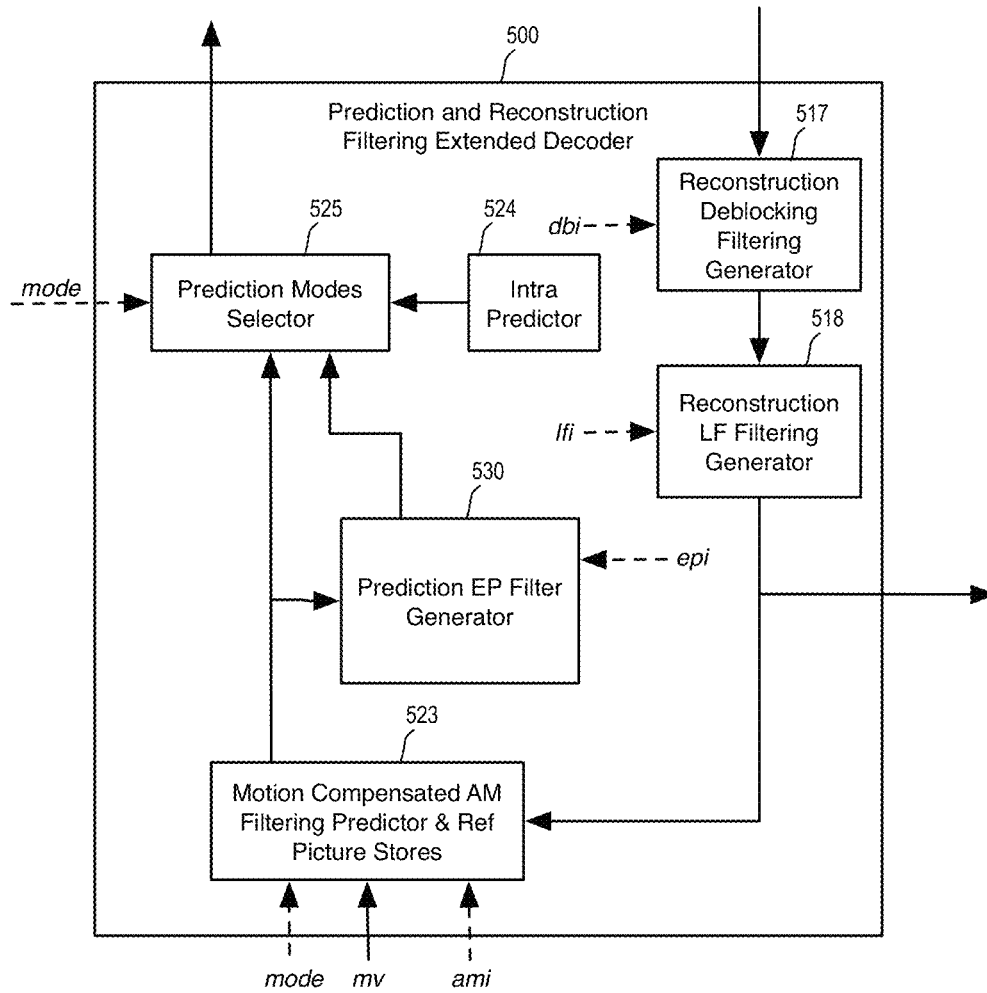 500
Prediction and Reconstruction
Filtering Extended Decoder
517
Reconstruction
Deblocking
Filtering
Generator
dbi
525
524
mode
Prediction Modes
Selector
Intra
Predictor
518
Reconstruction
LF Filtering
Generator
lfi
530
Prediction EP Filter
Generator
epi
523
Motion Compensated AM
Filtering Predictor & Ref
Picture Stores
mode
mv
ami